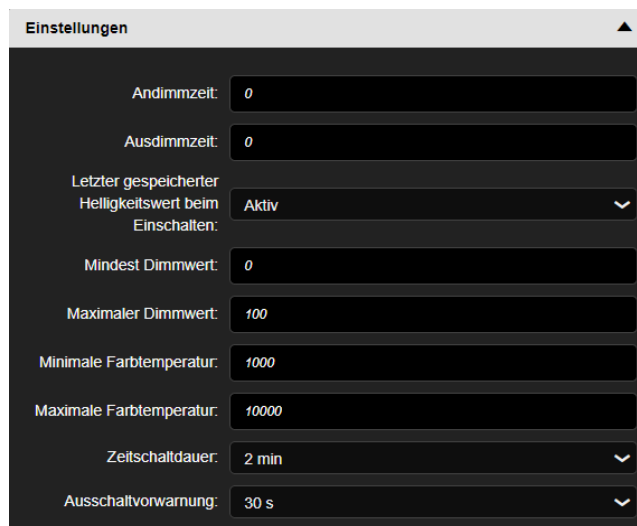 Einstellungen
Andimmzeit: 0
Ausdimmzeit: 0
Letzter gespeicherter
Helligkeitswert beim
Einschalten: Aktiv
Mindest Dimmwert: 0
Maximaler Dimmwert: 100
Minimale Farbtemperatur: 1000
Maximale Farbtemperatur: 10000
Zeitschaltdauer: 2 min
Ausschaltvorwarnung: 30 s